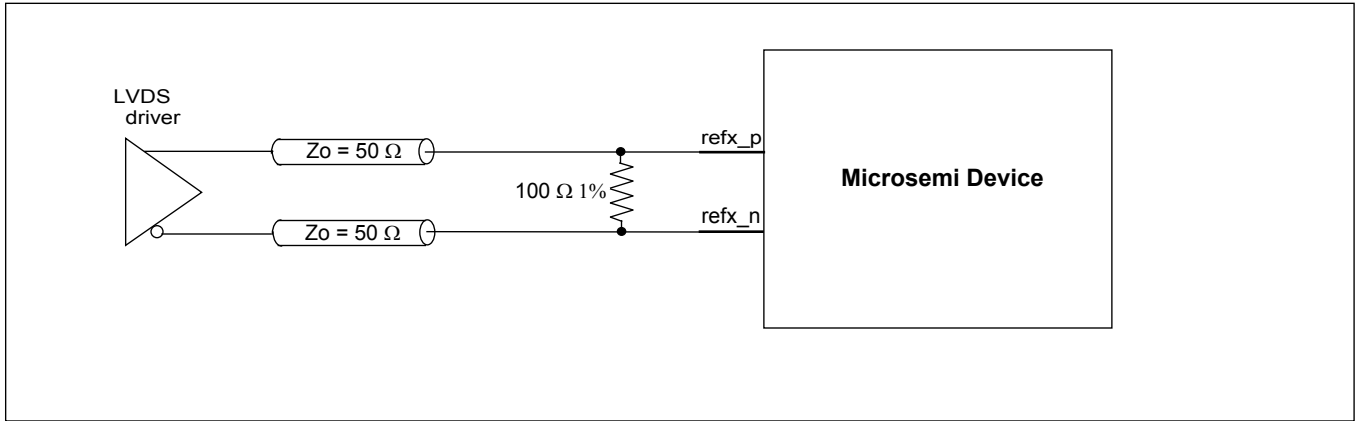 LVDS
driver
Zo = 50 Ω
refx_p
100 Ω 1%
Microsemi Device
refx_n
Zo = 50 Ω